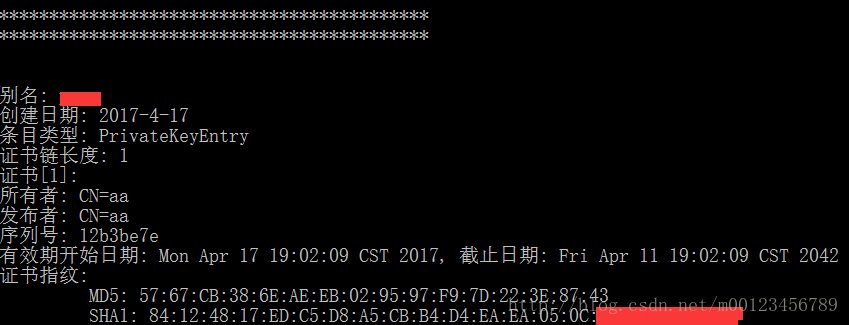 *******************************************
*******************************************
别名:
创建日期: 2017-4-17
条目类型: PrivateKeyEntry
证书链长度: 1
证书[1]:
所有者: CN=aa
发布者: CN=aa
序列号: 12b3be7e
有效期开始日期: Mon Apr 17 19:02:09 CST 2017, 截止日期: Fri Apr 11 19:02:09 CST 2042
证书指纹:
MD5: 57:67:CB:38:6E:AE:EB:02:95:97:F9:7D:22:3E:87:43
SHA1: 84:12:48:17:ED:C5:D8:A5:CB:B4:D4:EA:EA:05:0C:
http://blog.csdn.net/m00123456789